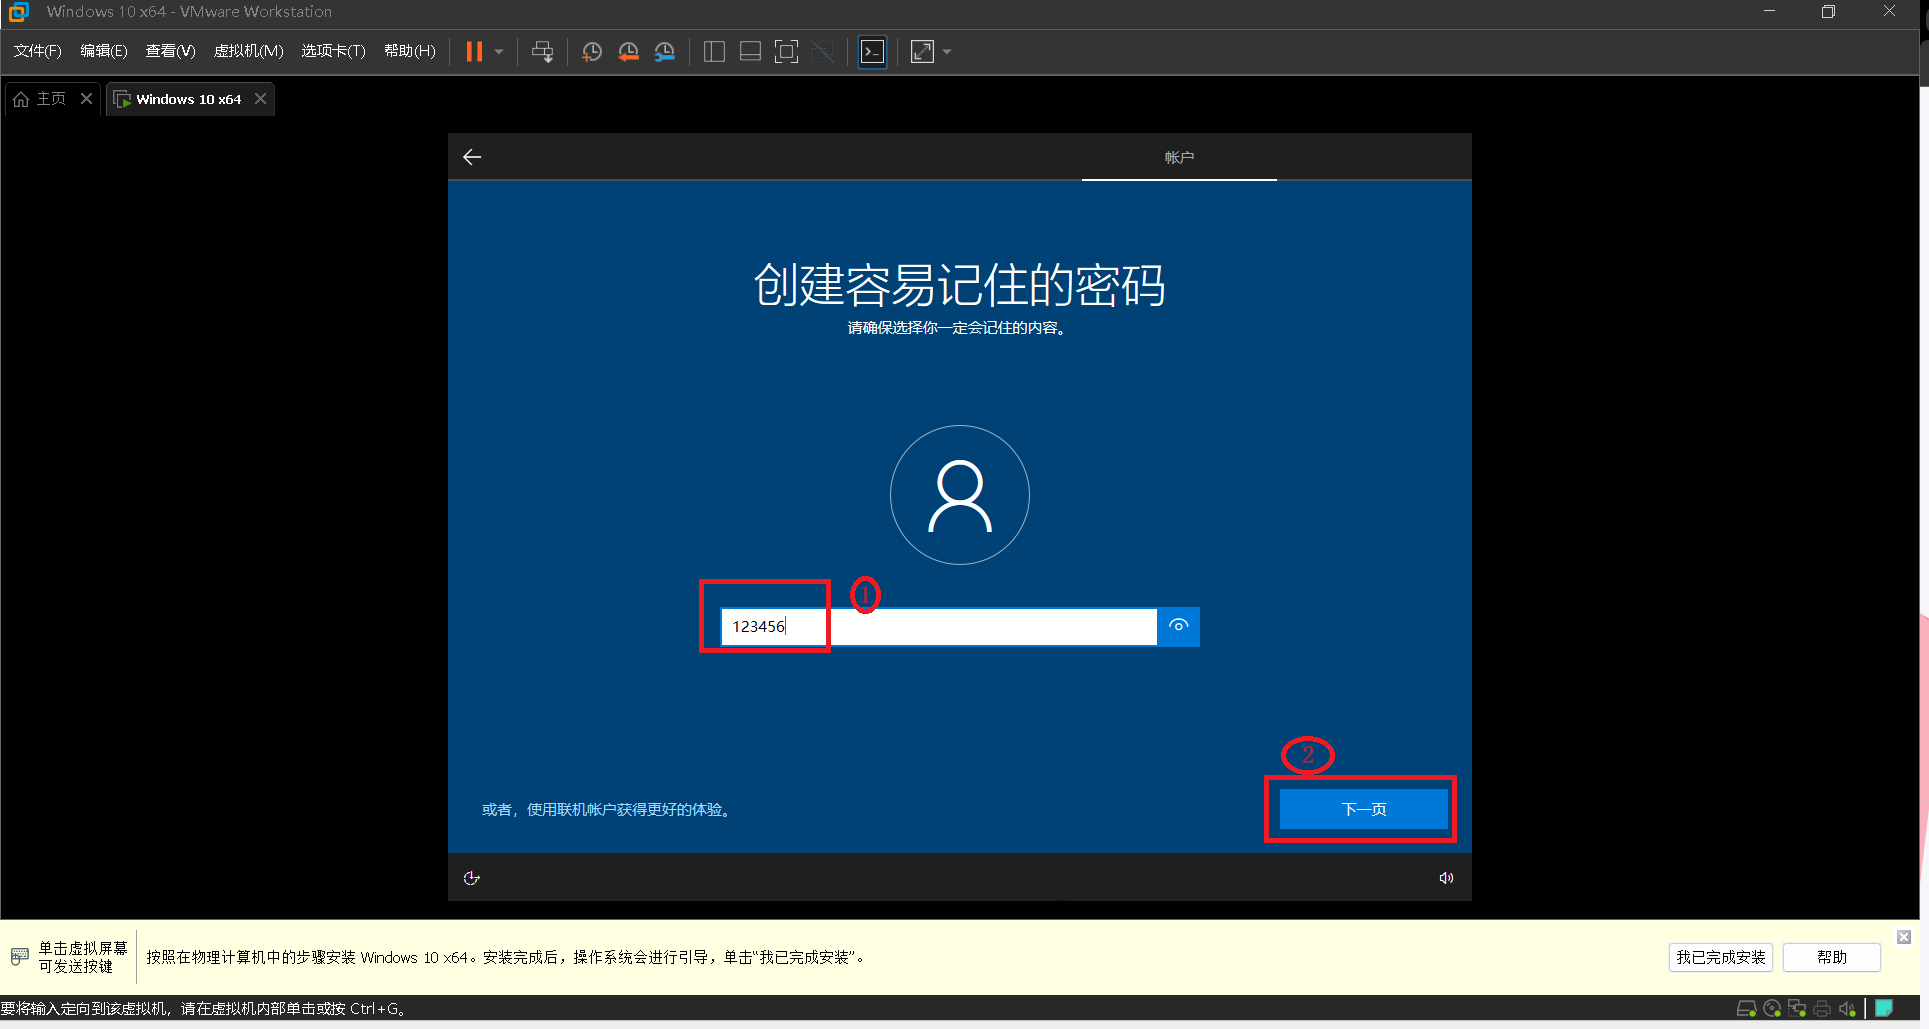 Windows 10 x64 - VMware Workstation
文件(F) 编辑(E) 查看(V) 虚拟机(M) 选项卡(T) 帮助(H)
主页 Windows 10 x64
帐户
创建容易记住的密码
请确保选择你一定会记住的内容。
1
123456
2
或者，使用联机帐户获得更好的体验。
下一页
单击虚拟屏幕
可发送按键
按照在物理计算机中的步骤安装 Windows 10 x64。安装完成后，操作系统会进行引导，单击“我已完成安装”。
我已完成安装 帮助
要将输入定向到该虚拟机，请在虚拟机内部单击或按 Ctrl+G。